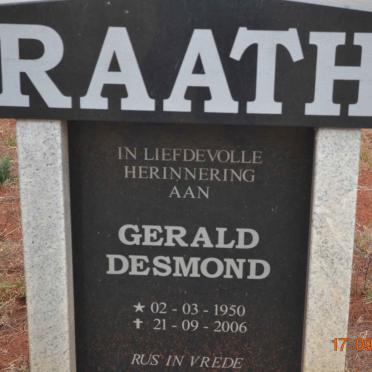 RAATH
IN LIEFDEVOLLE
HERINNERING
AAN
GERALD
DESMOND
★ 02 - 03 - 1950
✝ 21 - 09 - 2006
RUS IN VREDE